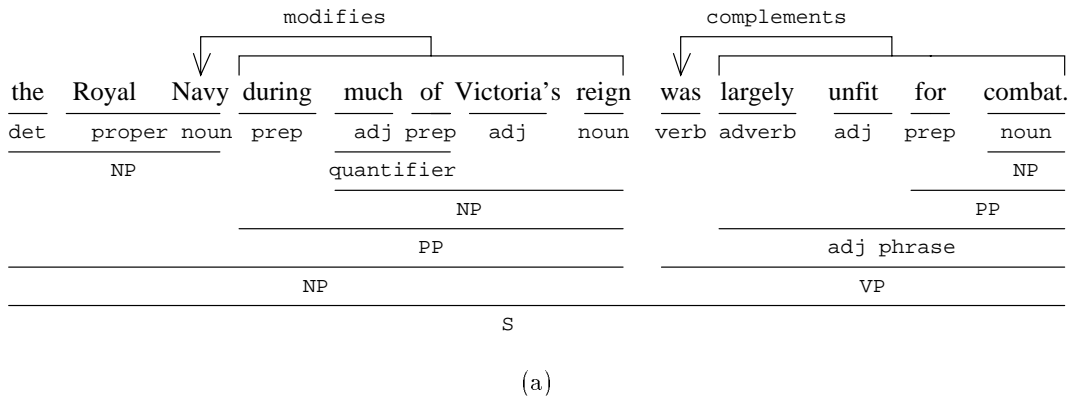 modifies complements
the Royal Navy during much of Victoria's reign was largely unfit for combat.
det proper noun prep adj prep adj noun verb adverb adj prep noun
NP quantifier NP
NP PP
PP adj phrase
NP VP
S
(a)